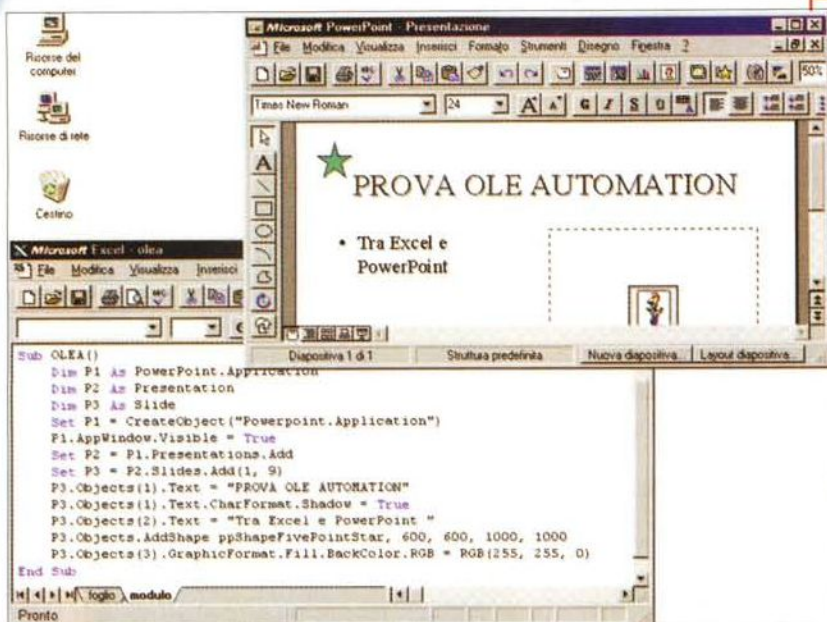 Risorse del
computer
Risorse di rete
Cestino
Microsoft PowerPoint - Presentazione
File Modifica Visualizza Inserisci Formato Strumenti Disegno Finestra ?
50%
Times New Roman 24 A A G I S
PROVA OLE AUTOMATION
• Tra Excel e
PowerPoint
Diapositiva 1 di 1 Struttura predefinita Nuova diapositiva... Layout diapositiva...
Microsoft Excel - olea
File Modifica Visualizza Inserisci
Sub OLEA()
Dim P1 As PowerPoint.Application
Dim P2 As Presentation
Dim P3 As Slide
Set P1 = CreateObject("Powerpoint.Application")
P1.AppWindow.Visible = True
Set P2 = P1.Presentations.Add
Set P3 = P2.Slides.Add(1, 9)
P3.Objects(1).Text = "PROVA OLE AUTOMATION"
P3.Objects(1).Text.CharFormat.Shadow = True
P3.Objects(2).Text = "Tra Excel e PowerPoint "
P3.Objects.AddShape ppShapeFivePointStar, 600, 600, 1000, 1000
P3.Objects(3).GraphicFormat.Fill.BackColor.RGB = RGB(255, 255, 0)
End Sub
foglio modulo
Pronto